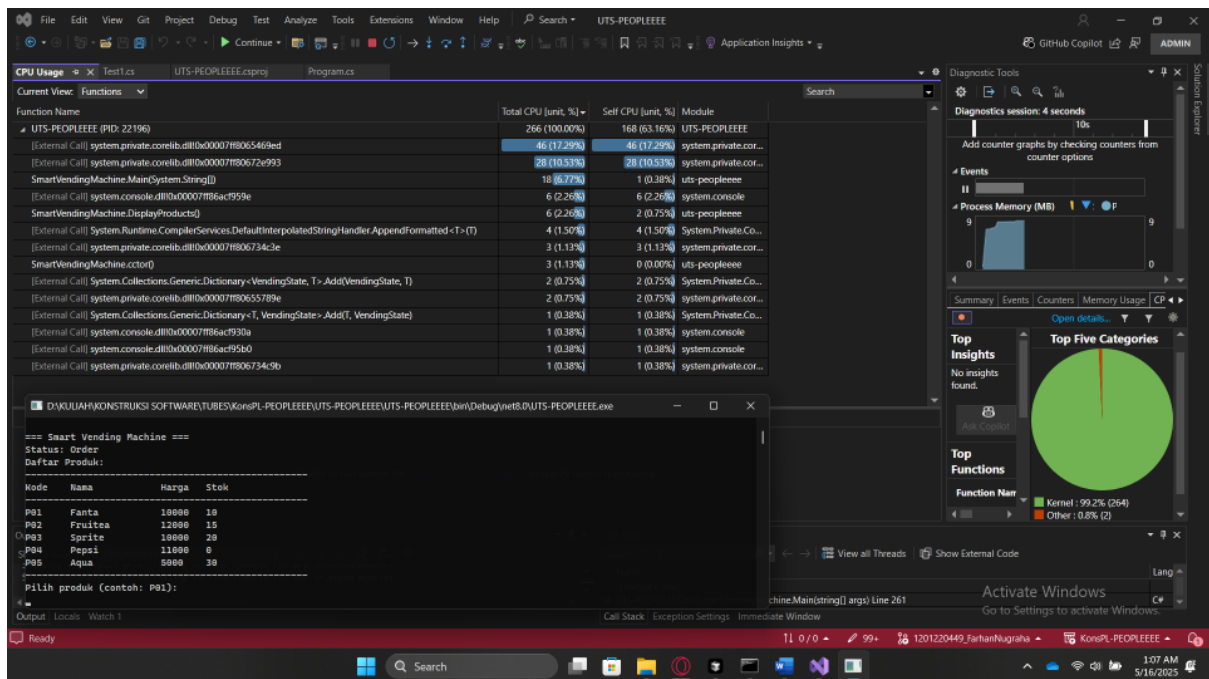 File Edit View Git Project Debug Test Analyze Tools Extensions Window Help Search UTS-PEOPLEEEE
Continue Application Insights GitHub Copilot ADMIN
CPU Usage Test1.cs UTS-PEOPLEEEE.csproj Program.cs
Current View: Functions Search
Function Name Total CPU [unit, %] Self CPU [unit, %] Module
UTS-PEOPLEEEE (PID: 22196) 266 (100.00%) 168 (63.16%) UTS-PEOPLEEEE
[External Call] system.private.corelib.dll!0x00007ff8065469ed 46 (17.29%) 46 (17.29%) system.private.cor...
[External Call] system.private.corelib.dll!0x00007ff80672e993 28 (10.53%) 28 (10.53%) system.private.cor...
SmartVendingMachine.Main(System.String[]) 18 (6.77%) 1 (0.38%) uts-peopleeee
[External Call] system.console.dll!0x00007ff86acf959e 6 (2.26%) 6 (2.26%) system.console
SmartVendingMachine.DisplayProducts() 6 (2.26%) 2 (0.75%) uts-peopleeee
[External Call] System.Runtime.CompilerServices.DefaultInterpolatedStringHandler.AppendFormatted<T>(T) 4 (1.50%) 4 (1.50%) System.Private.Co...
[External Call] system.private.corelib.dll!0x00007ff806734c3e 3 (1.13%) 3 (1.13%) system.private.cor...
SmartVendingMachine.cctor() 3 (1.13%) 0 (0.00%) uts-peopleeee
[External Call] System.Collections.Generic.Dictionary<VendingState, T>.Add(VendingState, T) 2 (0.75%) 2 (0.75%) System.Private.Co...
[External Call] system.private.corelib.dll!0x00007ff80655789e 2 (0.75%) 2 (0.75%) system.private.cor...
[External Call] System.Collections.Generic.Dictionary<T, VendingState>.Add(T, VendingState) 1 (0.38%) 1 (0.38%) System.Private.Co...
[External Call] system.console.dll!0x00007ff86acf930a 1 (0.38%) 1 (0.38%) system.console
[External Call] system.console.dll!0x00007ff86acf95b0 1 (0.38%) 1 (0.38%) system.console
[External Call] system.private.corelib.dll!0x00007ff806734c9b 1 (0.38%) 1 (0.38%) system.private.cor...
D:\KULIAH\KONSTRUKSI SOFTWARE\TUBES\KonsPL-PEOPLEEEE\UTS-PEOPLEEEE\UTS-PEOPLEEEE\bin\Debug\net8.0\UTS-PEOPLEEEE.exe
=== Smart Vending Machine ===
Status: Order
Daftar Produk:
Kode Nama Harga Stok
P01 Fanta 10000 10
P02 Fruitea 12000 15
P03 Sprite 10000 20
P04 Pepsi 11000 0
P05 Aqua 5000 30
Pilih produk (contoh: P01):
Diagnostic Tools
Diagnostics session: 4 seconds
10s
Add counter graphs by checking counters from
counter options
Events
Process Memory (MB) P
9 9
0 0
Summary Events Counters Memory Usage CP
Open details...
Top
Insights
No insights
found.
Ask Copilot
Top
Functions
Function Nam
Top Five Categories
Kernel : 99.2% (264)
Other : 0.8% (2)
Solution Explorer
View all Threads Show External Code
Lang
chine.Main(string[] args) Line 261 C#
Activate Windows
Go to Settings to activate Windows.
Output Locals Watch 1 Call Stack Exception Settings Immediate Window
Ready 0 / 0 99+ 1201220449_FarhanNugraha KonsPL-PEOPLEEEE
Search
1:07 AM
5/16/2025